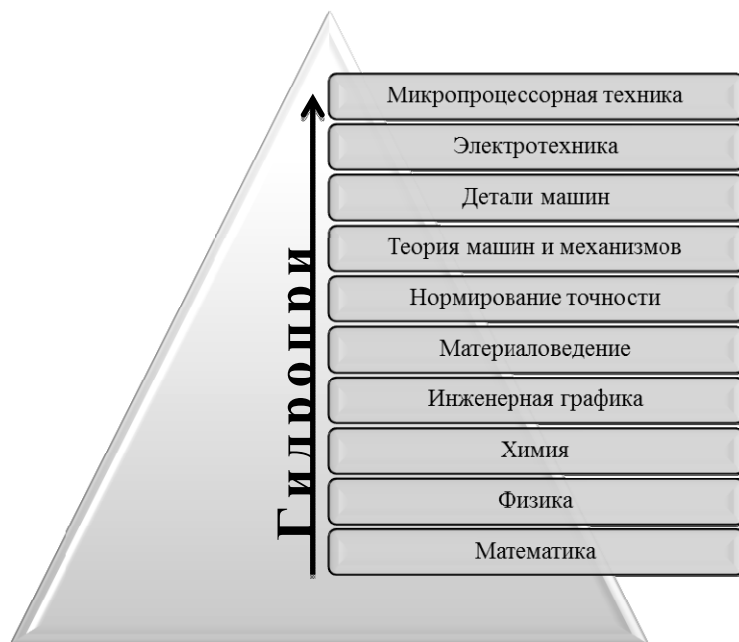 Микропроцессорная техника
Электротехника
Детали машин
Теория машин и механизмов
Нормирование точности
Материаловедение
Инженерная графика
Химия
Физика
Математика
Гидропри